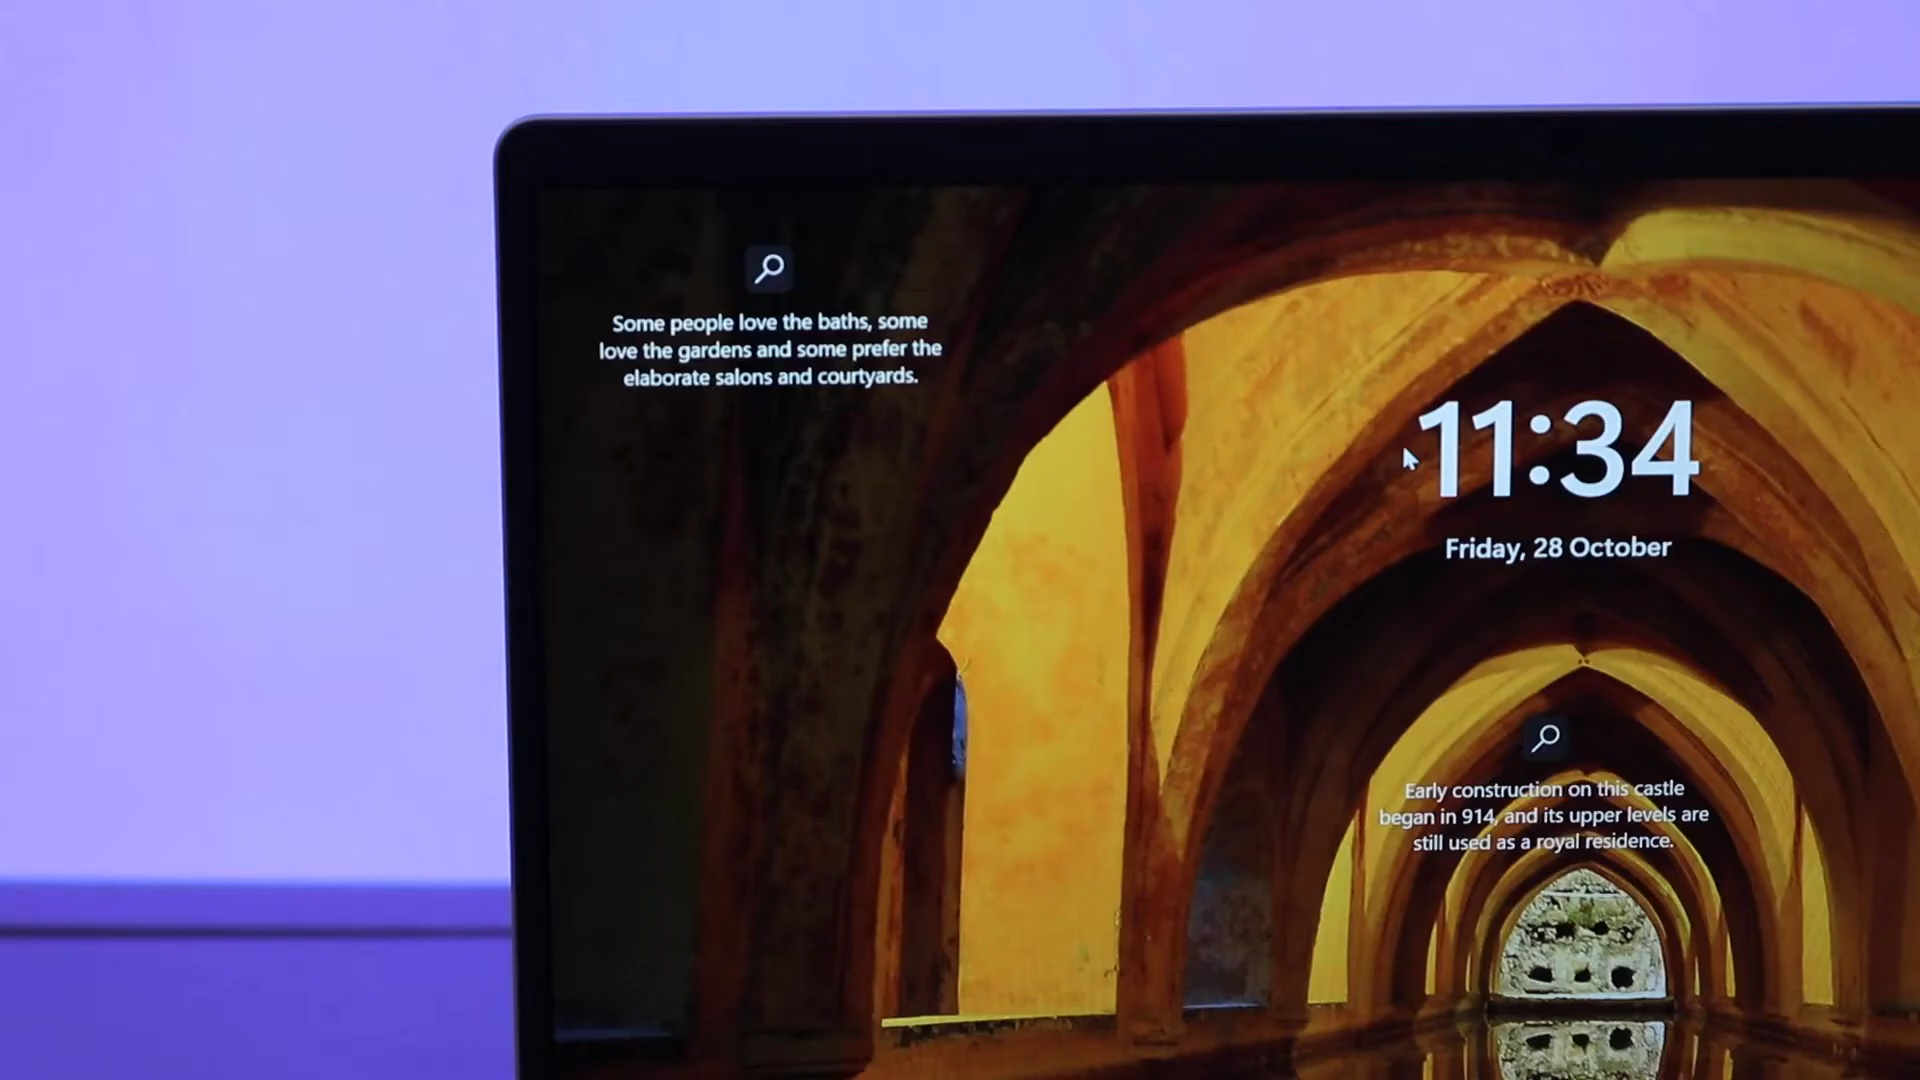 Some people love the baths, some
love the gardens and some prefer the
elaborate salons and courtyards.
11:34
Friday, 28 October
Early construction on this castle
began in 914, and its upper levels are
still used as a royal residence.